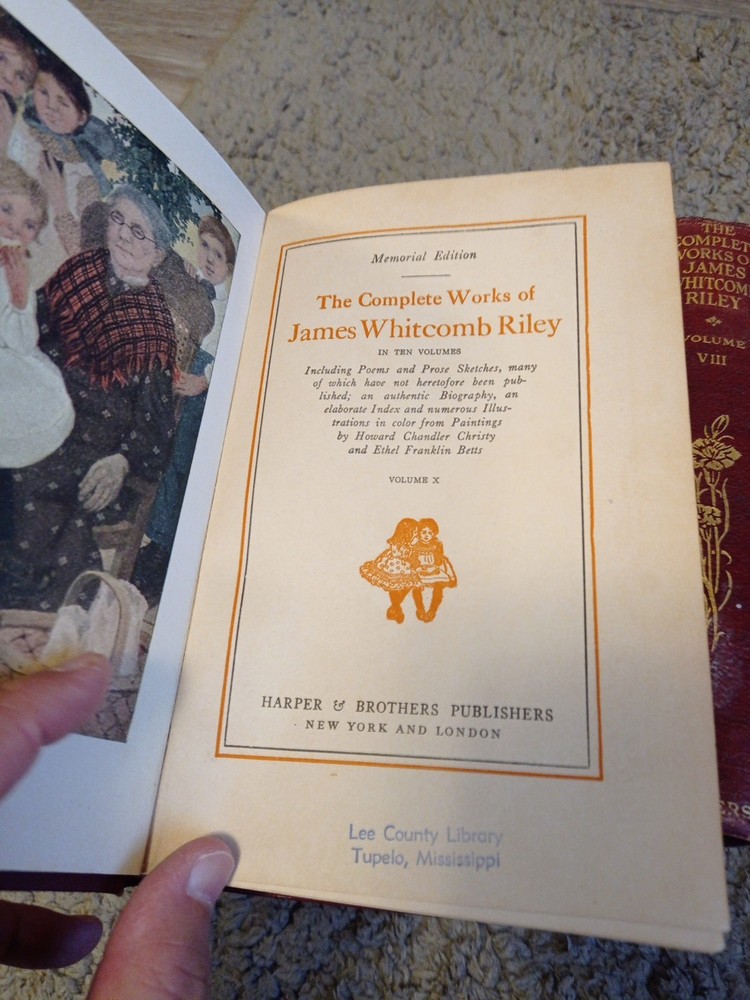 Memorial Edition
The Complete Works of
James Whitcomb Riley
IN TEN VOLUMES
Including Poems and Prose Sketches, many
of which have not heretofore been pub-
lished; an authentic Biography, an
elaborate Index and numerous Illus-
trations in color from Paintings
by Howard Chandler Christy
and Ethel Franklin Betts
VOLUME X
HARPER & BROTHERS PUBLISHERS
NEW YORK AND LONDON
Lee County Library
Tupelo, Mississippi
THE
COMPLETE
WORKS OF
JAMES
WHITCOMB
RILEY
VOLUME
VIII